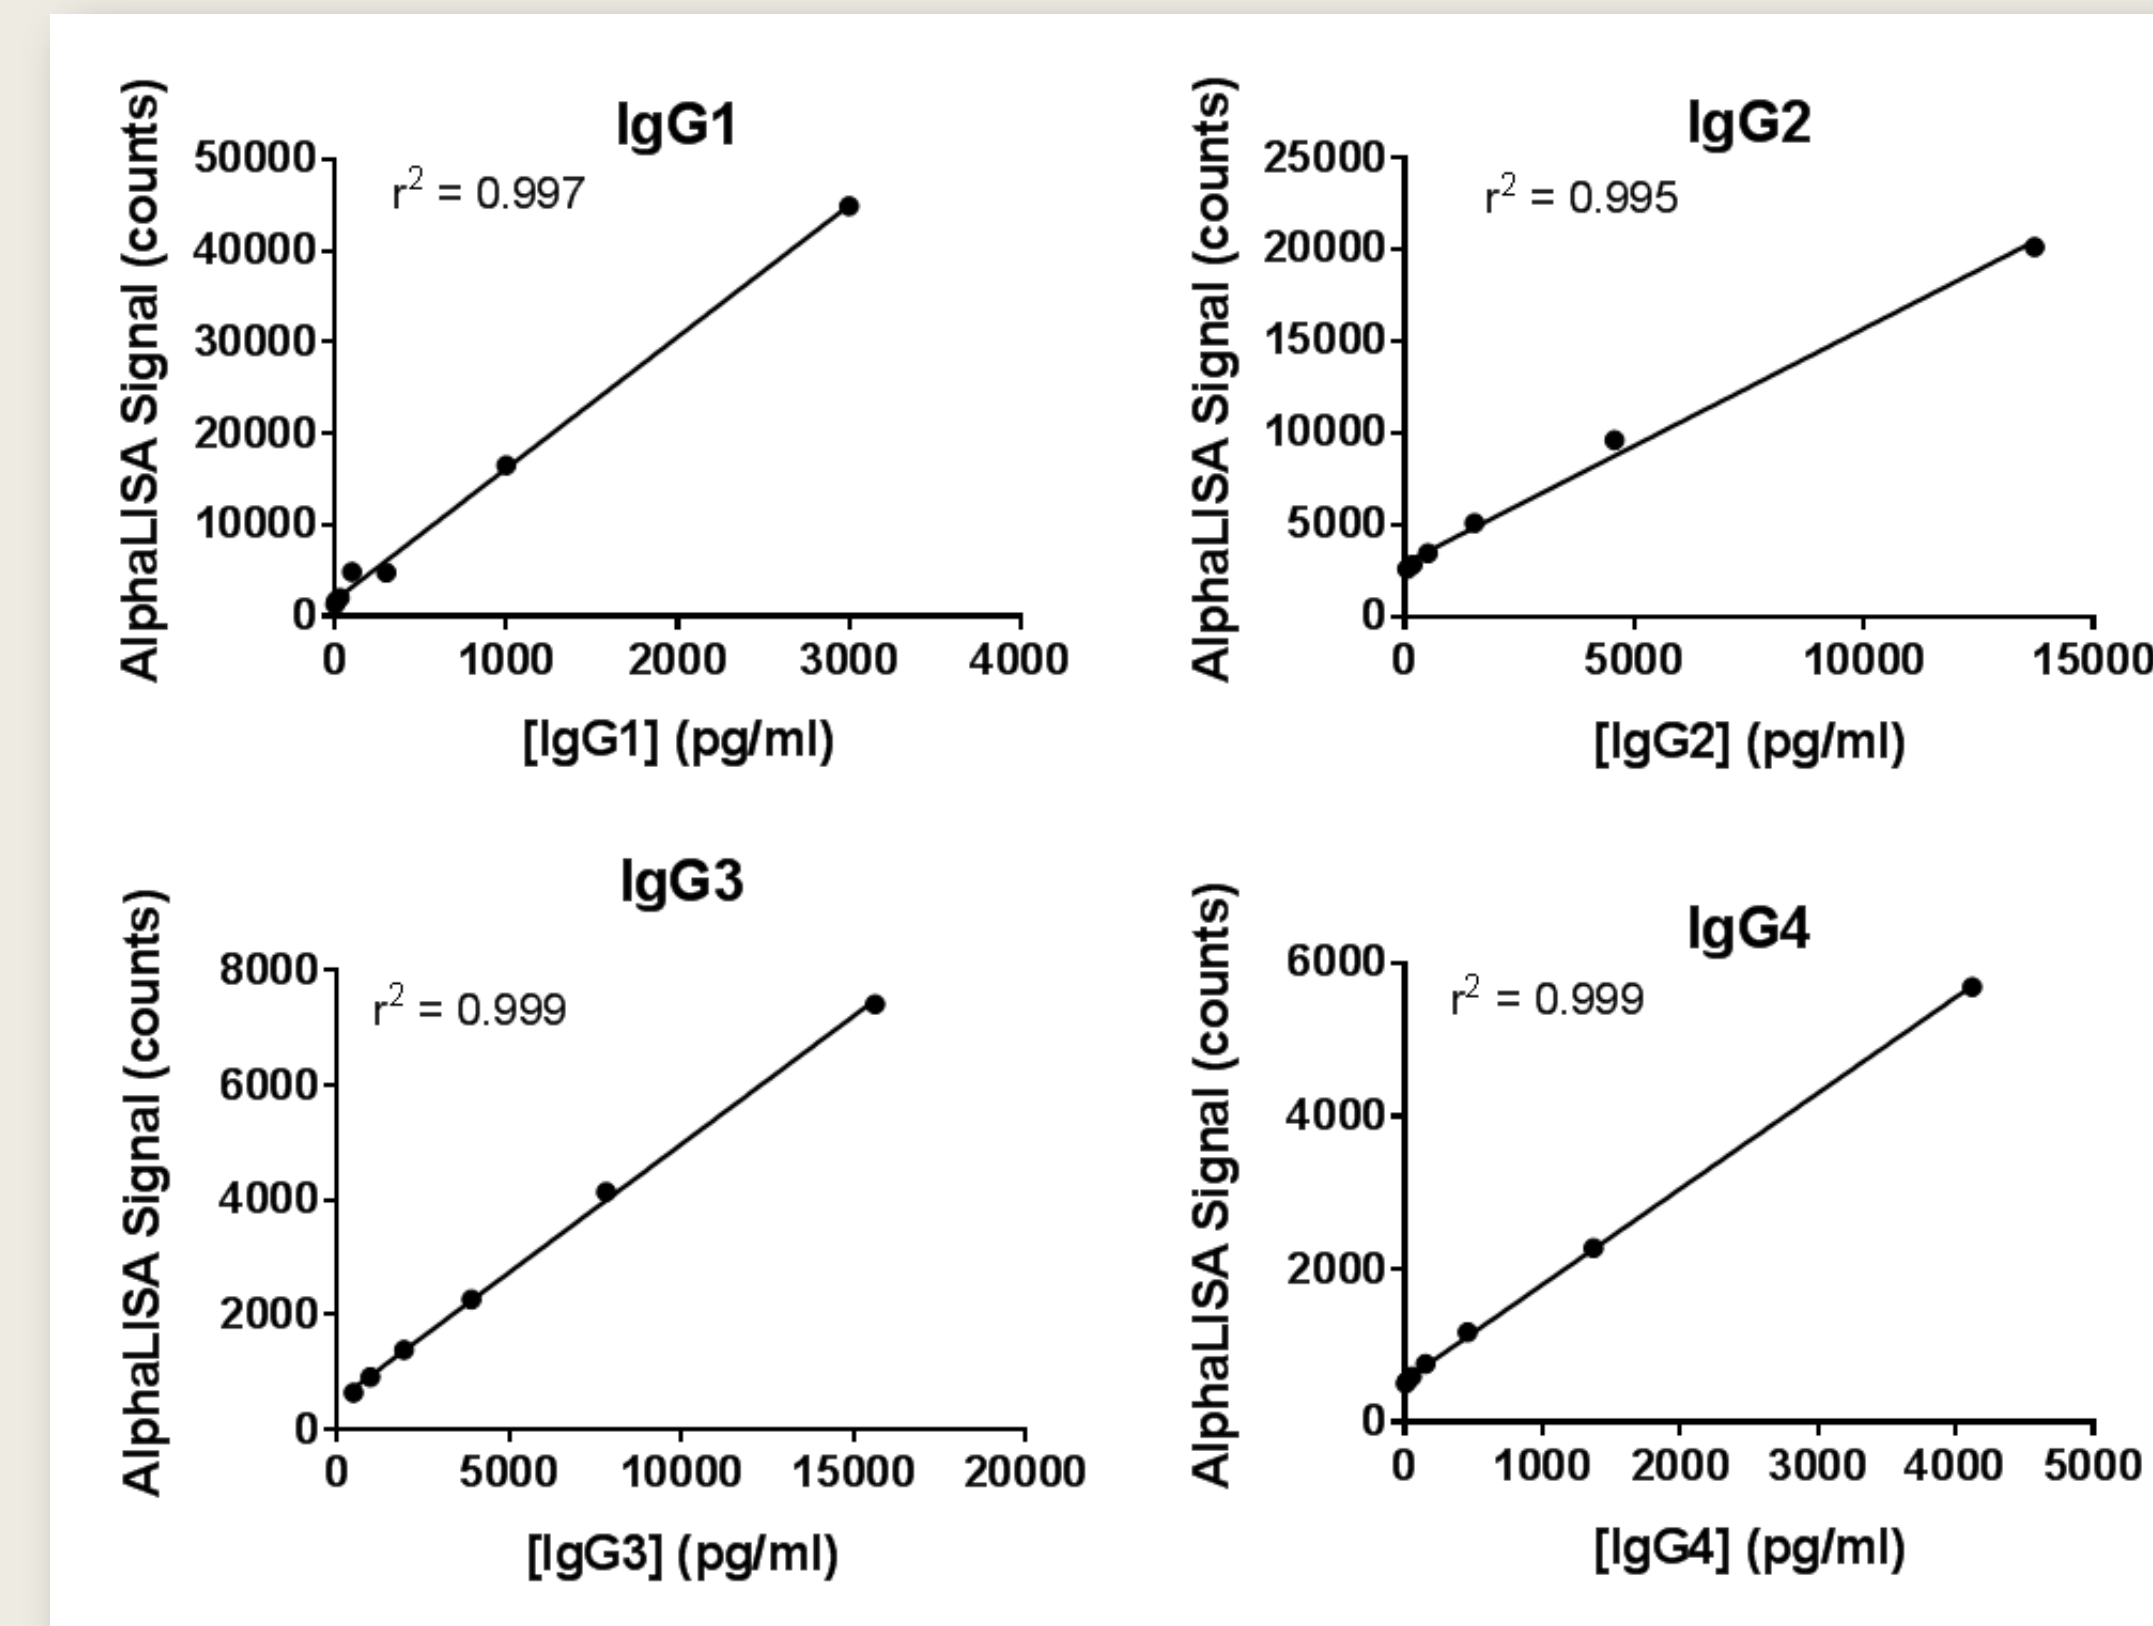 IgG1
r² = 0.997
AlphaLISA Signal (counts)
50000
40000
30000
20000
10000
0
0 1000 2000 3000 4000
[IgG1] (pg/ml)
IgG2
r² = 0.995
AlphaLISA Signal (counts)
25000
20000
15000
10000
5000
0
0 5000 10000 15000
[IgG2] (pg/ml)
IgG3
r² = 0.999
AlphaLISA Signal (counts)
8000
6000
4000
2000
0
0 5000 10000 15000 20000
[IgG3] (pg/ml)
IgG4
r² = 0.999
AlphaLISA Signal (counts)
6000
4000
2000
0
0 1000 2000 3000 4000 5000
[IgG4] (pg/ml)